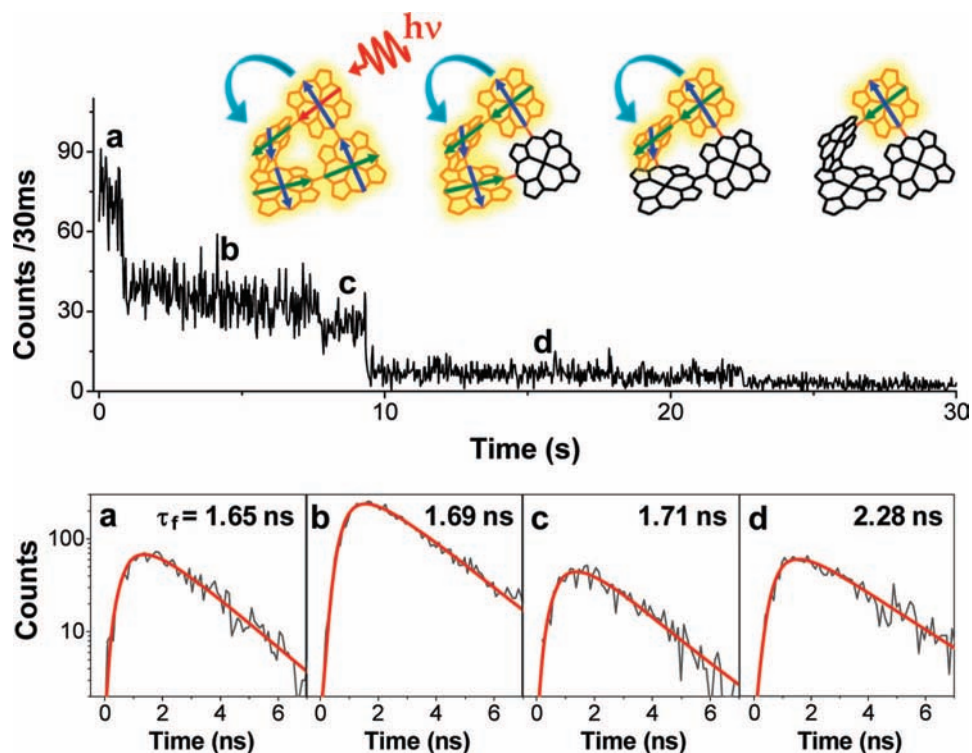 hν
a
b
c
d
Counts /30ms
90
60
30
0
0 10 20 30
Time (s)
a τf = 1.65 ns
b 1.69 ns
c 1.71 ns
d 2.28 ns
Counts
100
10
0 2 4 6 0 2 4 6 0 2 4 6 0 2 4 6
Time (ns) Time (ns) Time (ns) Time (ns)